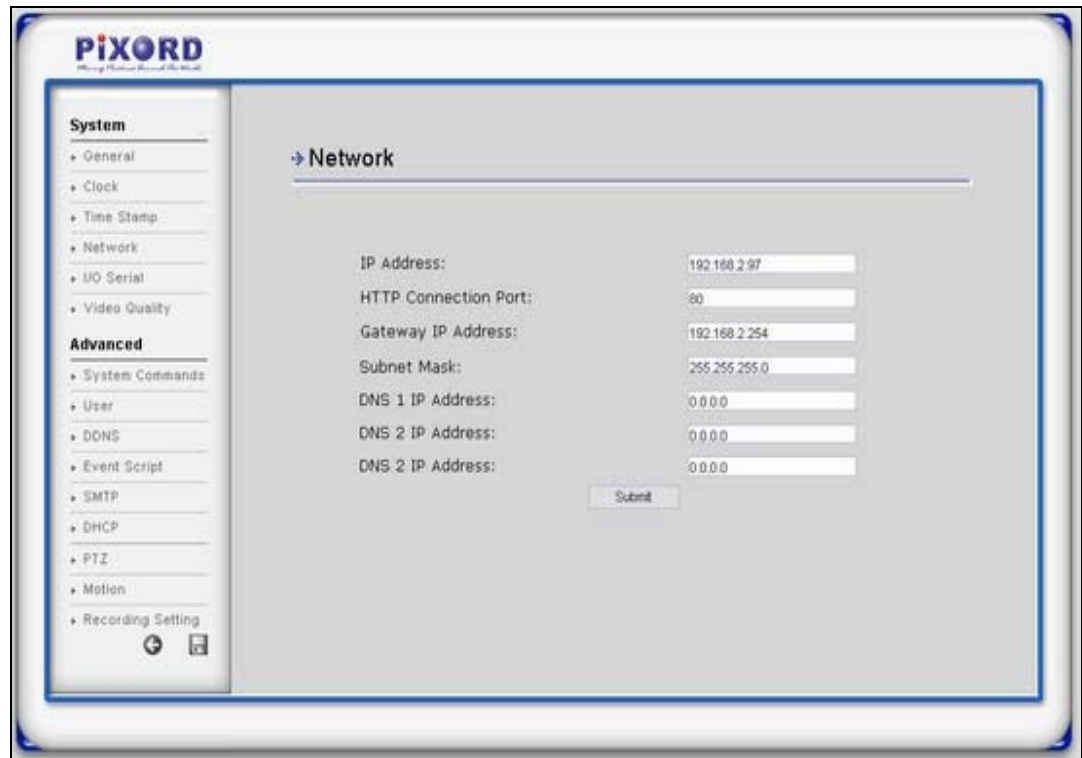 PiXORD
System
General
Clock
Time Stamp
Network
I/O Serial
Video Quality
Advanced
System Commands
User
DDNS
Event Script
SMTP
DHCP
PTZ
Motion
Recording Setting
Network
IP Address: 192.168.2.97
HTTP Connection Port: 80
Gateway IP Address: 192.168.2.254
Subnet Mask: 255.255.255.0
DNS 1 IP Address: 0.0.0.0
DNS 2 IP Address: 0.0.0.0
DNS 2 IP Address: 0.0.0.0
Submit